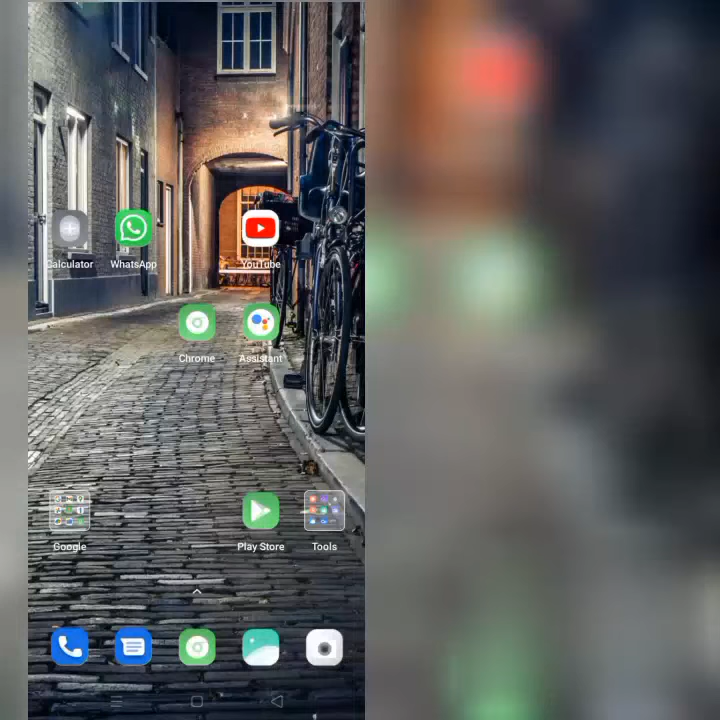 Calculator
WhatsApp
YouTube
Chrome
Assistant
Google
Play Store
Tools